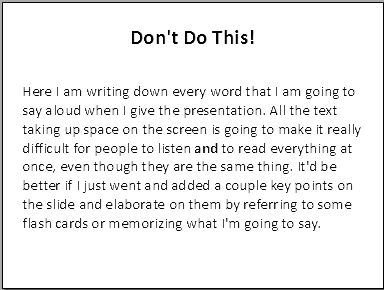 Don't Do This!
Here I am writing down every word that I am going to
say aloud when I give the presentation. All the text
taking up space on the screen is going to make it really
difficult for people to listen and to read everything at
once, even though they are the same thing. It'd be
better if I just went and added a couple key points on
the slide and elaborate on them by referring to some
flash cards or memorizing what I'm going to say.